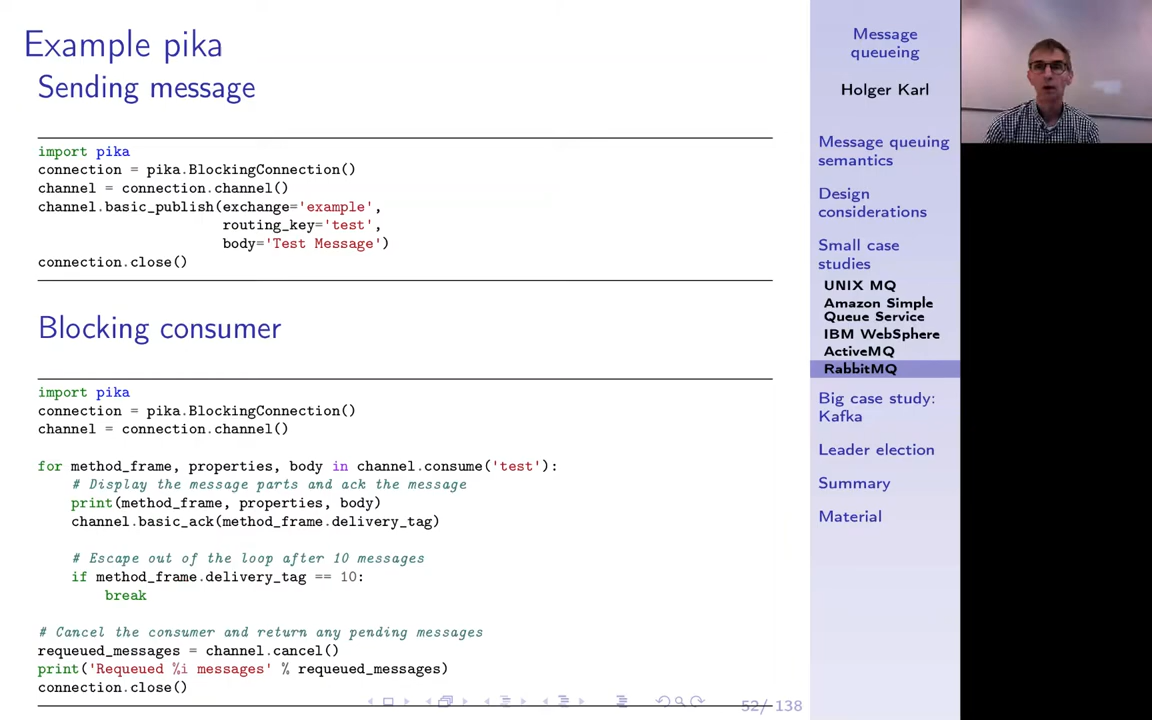 Example pika
Sending message
import pika
connection = pika.BlockingConnection()
channel = connection.channel()
channel.basic_publish(exchange='example',
routing_key='test',
body='Test Message')
connection.close()
Blocking consumer
import pika
connection = pika.BlockingConnection()
channel = connection.channel()
for method_frame, properties, body in channel.consume('test'):
# Display the message parts and ack the message
print(method_frame, properties, body)
channel.basic_ack(method_frame.delivery_tag)
# Escape out of the loop after 10 messages
if method_frame.delivery_tag == 10:
break
# Cancel the consumer and return any pending messages
requeued_messages = channel.cancel()
print('Requeued %i messages' % requeued_messages)
connection.close()
52/ 138
Message
queueing
Holger Karl
Message queuing
semantics
Design
considerations
Small case
studies
UNIX MQ
Amazon Simple
Queue Service
IBM WebSphere
ActiveMQ
RabbitMQ
Big case study:
Kafka
Leader election
Summary
Material